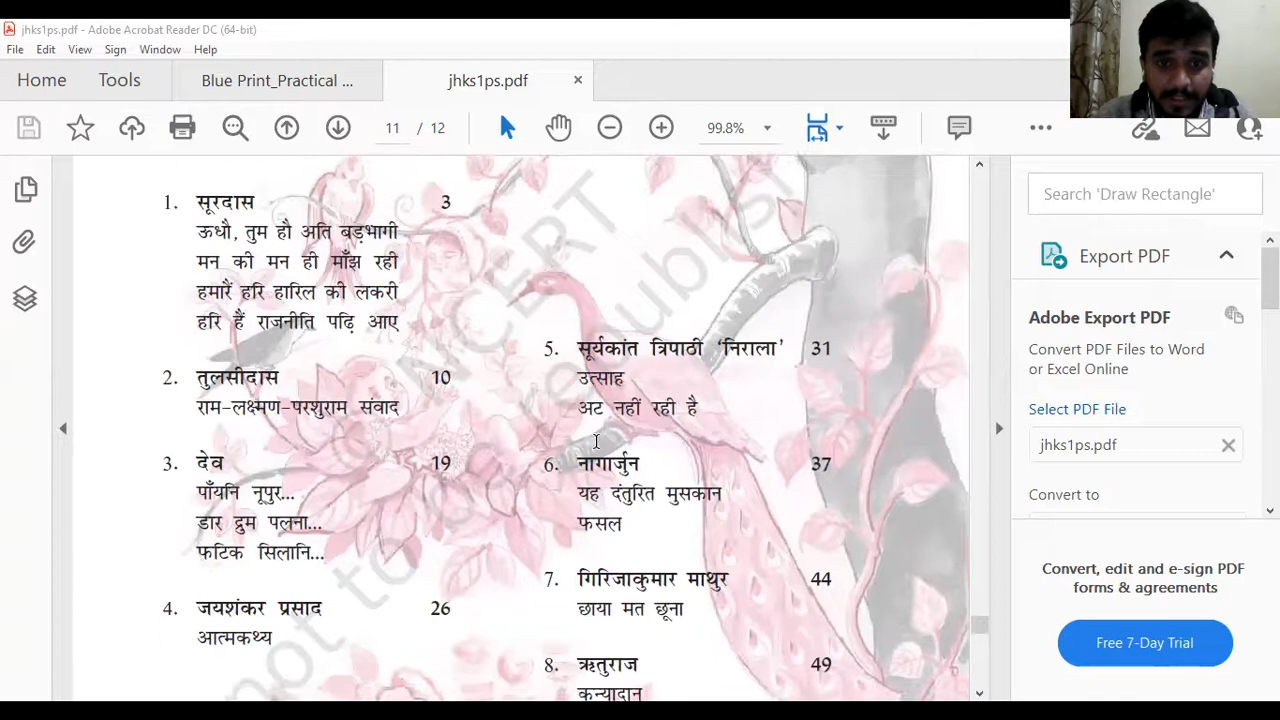 jhks1ps.pdf - Adobe Acrobat Reader DC (64-bit)
File Edit View Sign Window Help
Home Tools Blue Print_Practical ... jhks1ps.pdf ×
11 / 12 99.8%
1. सूरदास 3
ऊधौ, तुम हौ अति बड़भागी
मन की मन ही माँझ रही
हमारैं हरि हारिल की लकरी
हरि हैं राजनीति पढ़ि आए
2. तुलसीदास 10
राम-लक्ष्मण-परशुराम संवाद
3. देव 19
पाँयनि नूपुर...
डार द्रुम पलना...
फटिक सिलानि...
4. जयशंकर प्रसाद 26
आत्मकथ्य
5. सूर्यकांत त्रिपाठी ‘निराला’ 31
उत्साह
अट नहीं रही है
6. नागार्जुन 37
यह दंतुरित मुसकान
फसल
7. गिरिजाकुमार माथुर 44
छाया मत छूना
8. ऋतुराज 49
कन्यादान
not to
NCERT
republish
Search 'Draw Rectangle'
Export PDF
Adobe Export PDF
Convert PDF Files to Word
or Excel Online
Select PDF File
jhks1ps.pdf
Convert to
Convert, edit and e-sign PDF
forms & agreements
Free 7-Day Trial